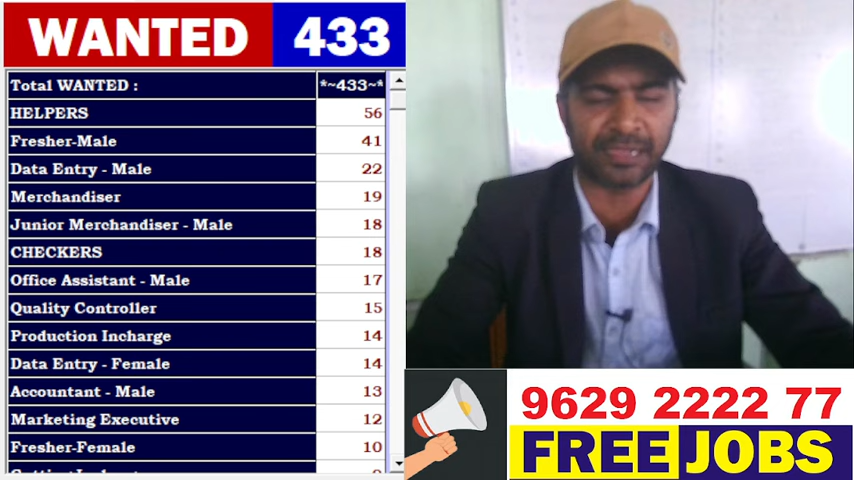 WANTED 433
Total WANTED : *~433~*
HELPERS 56
Fresher-Male 41
Data Entry - Male 22
Merchandiser 19
Junior Merchandiser - Male 18
CHECKERS 18
Office Assistant - Male 17
Quality Controller 15
Production Incharge 14
Data Entry - Female 14
Accountant - Male 13
Marketing Executive 12
Fresher-Female 10
9629 2222 77
FREE JOBS